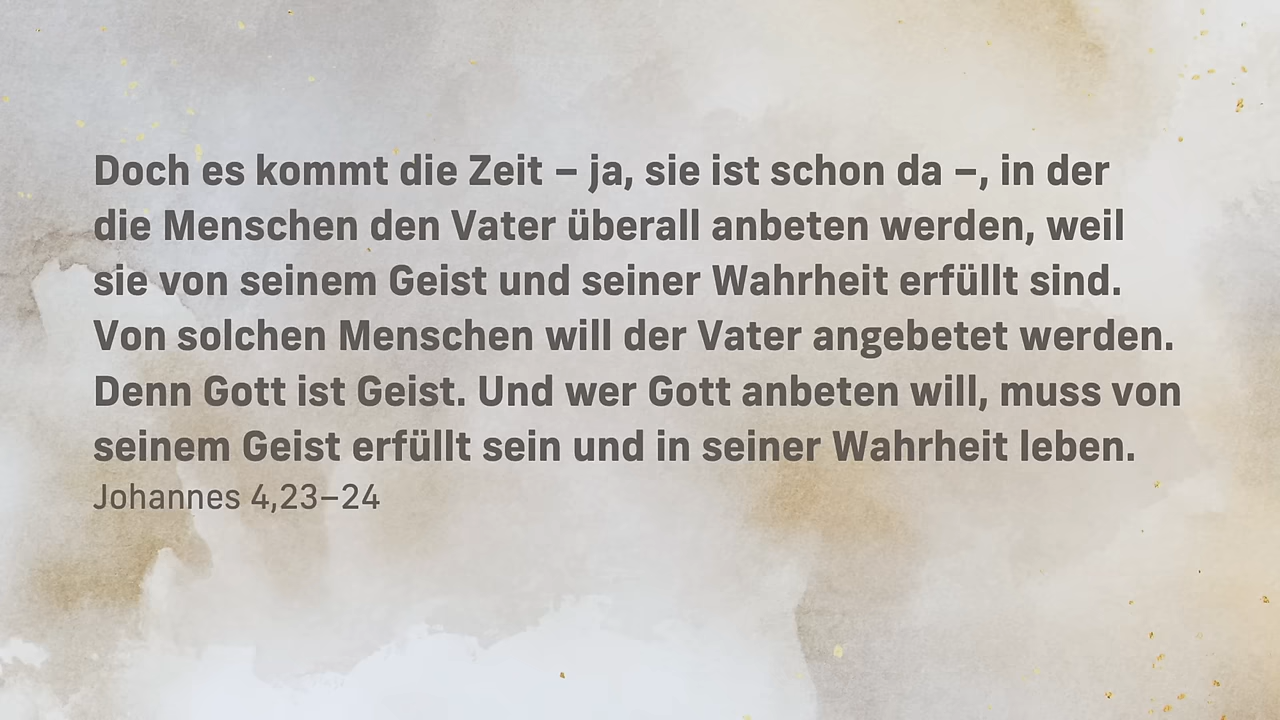 Doch es kommt die Zeit – ja, sie ist schon da –, in der
die Menschen den Vater überall anbeten werden, weil
sie von seinem Geist und seiner Wahrheit erfüllt sind.
Von solchen Menschen will der Vater angebetet werden.
Denn Gott ist Geist. Und wer Gott anbeten will, muss von
seinem Geist erfüllt sein und in seiner Wahrheit leben.
Johannes 4,23–24